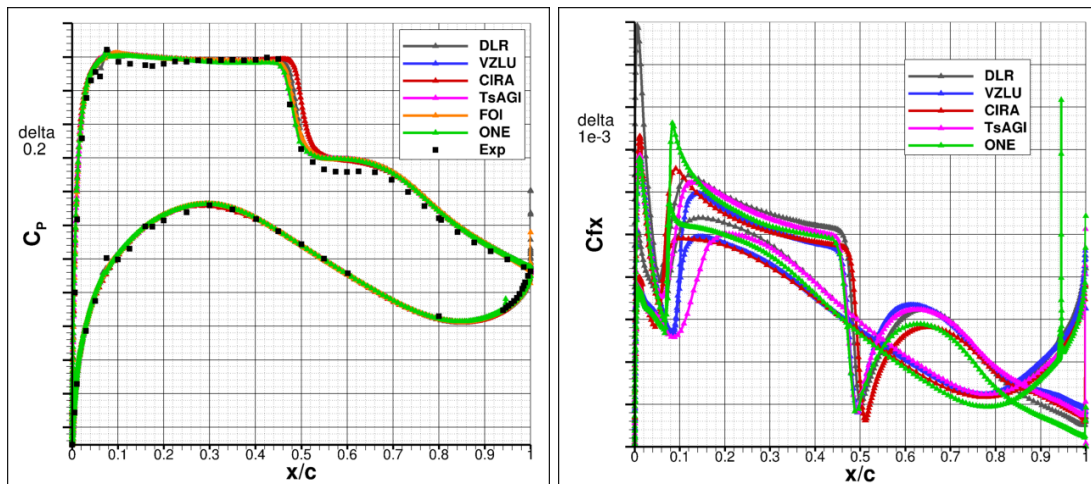 delta
0.2
C_P
DLR
VZLU
CIRA
TsAGI
FOI
ONE
Exp
0 0.1 0.2 0.3 0.4 0.5 0.6 0.7 0.8 0.9 1
x/c
delta
1e-3
Cfx
DLR
VZLU
CIRA
TsAGI
ONE
0 0.1 0.2 0.3 0.4 0.5 0.6 0.7 0.8 0.9 1
x/c